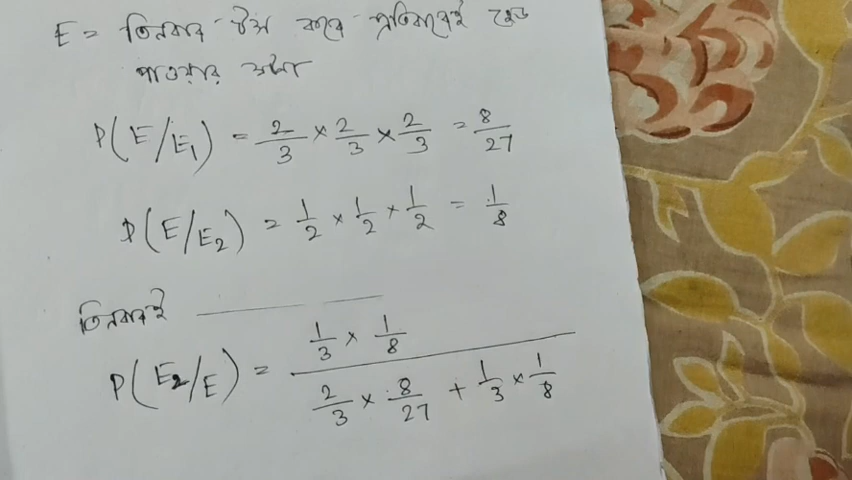 E = তিনবার টস করে প্রতিবারই হেড
পাওয়ার ঘটনা
P(E/E₁) = 2/3 × 2/3 × 2/3 = 8/27
P(E/E₂) = 1/2 × 1/2 × 1/2 = 1/8
তিনবারই
P(E₂/E) = (1/3 × 1/8) / (2/3 × 8/27 + 1/3 × 1/8)